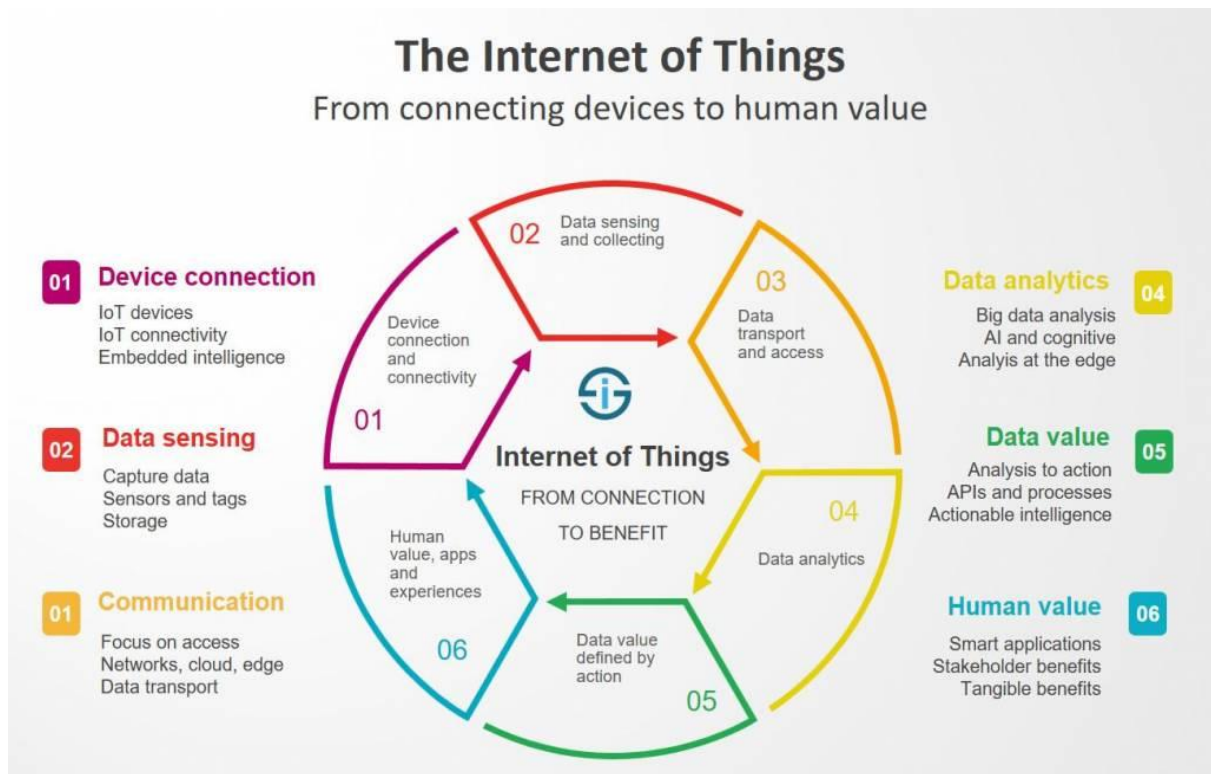 The Internet of Things
From connecting devices to human value
01
Device connection
IoT devices
IoT connectivity
Embedded intelligence
02
Data sensing
Capture data
Sensors and tags
Storage
01
Communication
Focus on access
Networks, cloud, edge
Data transport
02
Data sensing
and collecting
03
Data
transport
and access
Device
connection
and
connectivity
01
Internet of Things
FROM CONNECTION
TO BENEFIT
04
Data analytics
Human
value, apps
and
experiences
06
Data value
defined by
action
05
Data analytics
04
Big data analysis
AI and cognitive
Analyis at the edge
Data value
05
Analysis to action
APIs and processes
Actionable intelligence
Human value
06
Smart applications
Stakeholder benefits
Tangible benefits